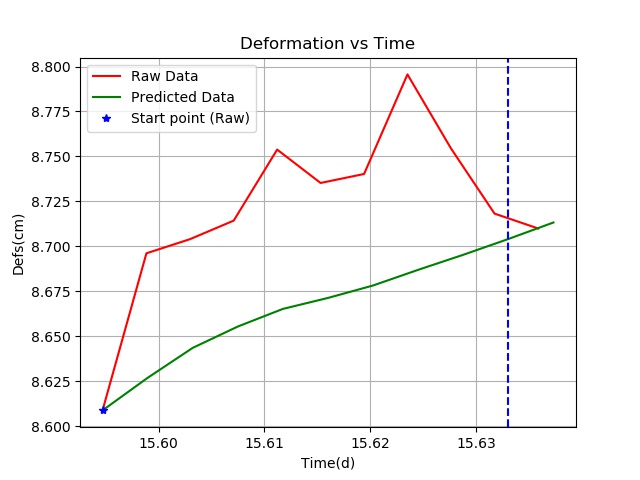 Deformation vs Time
Raw Data
Predicted Data
Start point (Raw)
8.800
8.775
8.750
8.725
8.700
8.675
8.650
8.625
8.600
Defs(cm)
15.60 15.61 15.62 15.63
Time(d)